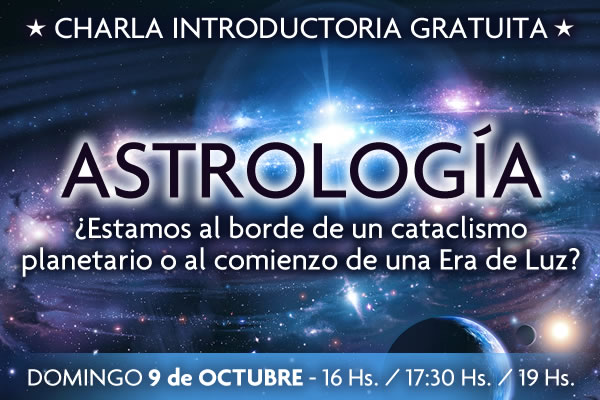 ★ CHARLA INTRODUCTORIA GRATUITA ★
ASTROLOGÍA
¿Estamos al borde de un cataclismo
planetario o al comienzo de una Era de Luz?
DOMINGO 9 de OCTUBRE - 16 Hs. / 17:30 Hs. / 19 Hs.